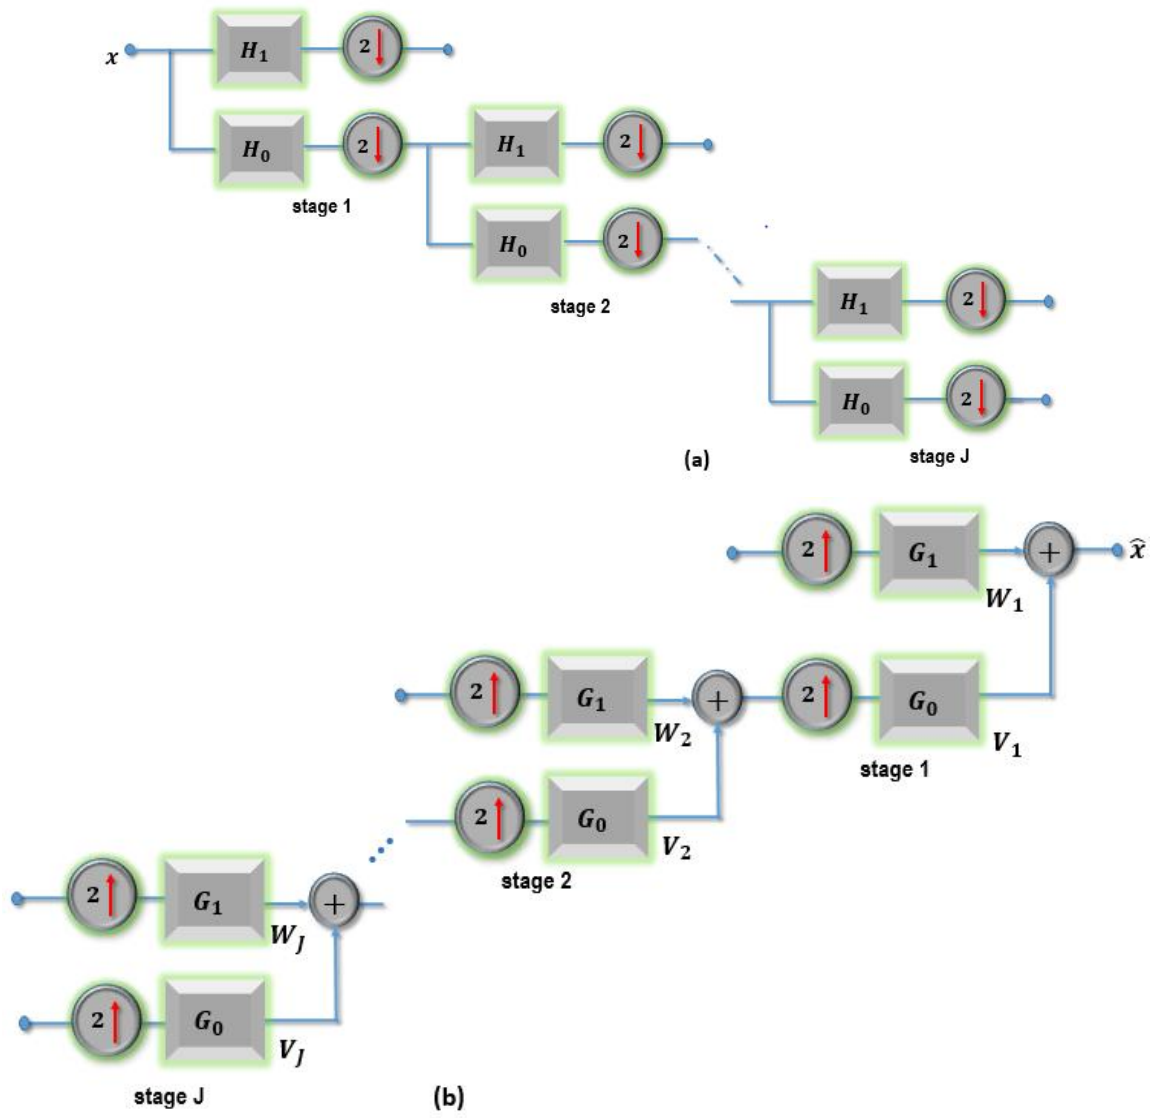 x H₁ 2
H₀ 2 H₁ 2
stage 1
H₀ 2
stage 2
H₁ 2
H₀ 2
stage J
(a)
2 G₁ + x̂
W₁
2 G₁ + 2 G₀
W₂ V₁
stage 1
2 G₀
V₂
stage 2
2 G₁ +
W_J
2 G₀
V_J
stage J
(b)